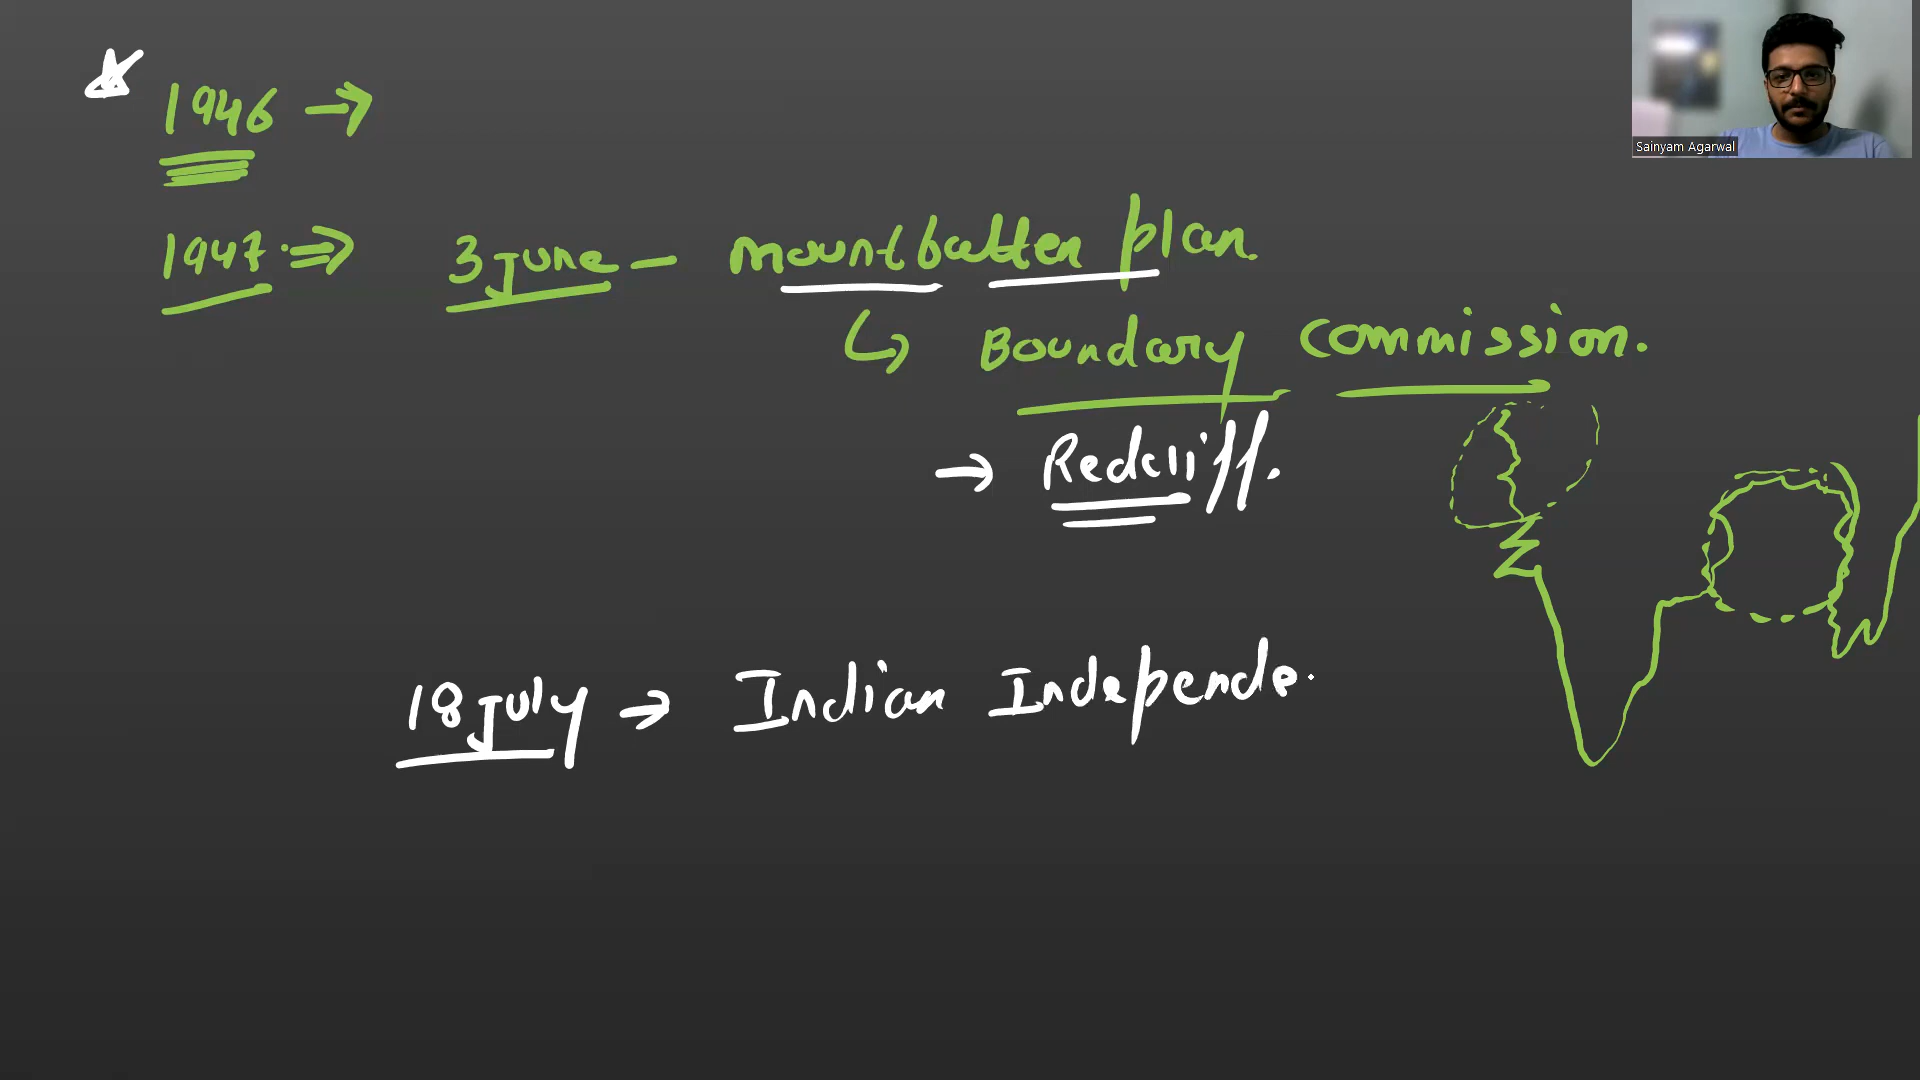 Sainyam Agarwal
1946 →
1947 ⇒ 3 June - mountbatten plan.
↳ Boundary commission.
→ Redcliff.
18 July → Indian Independe.